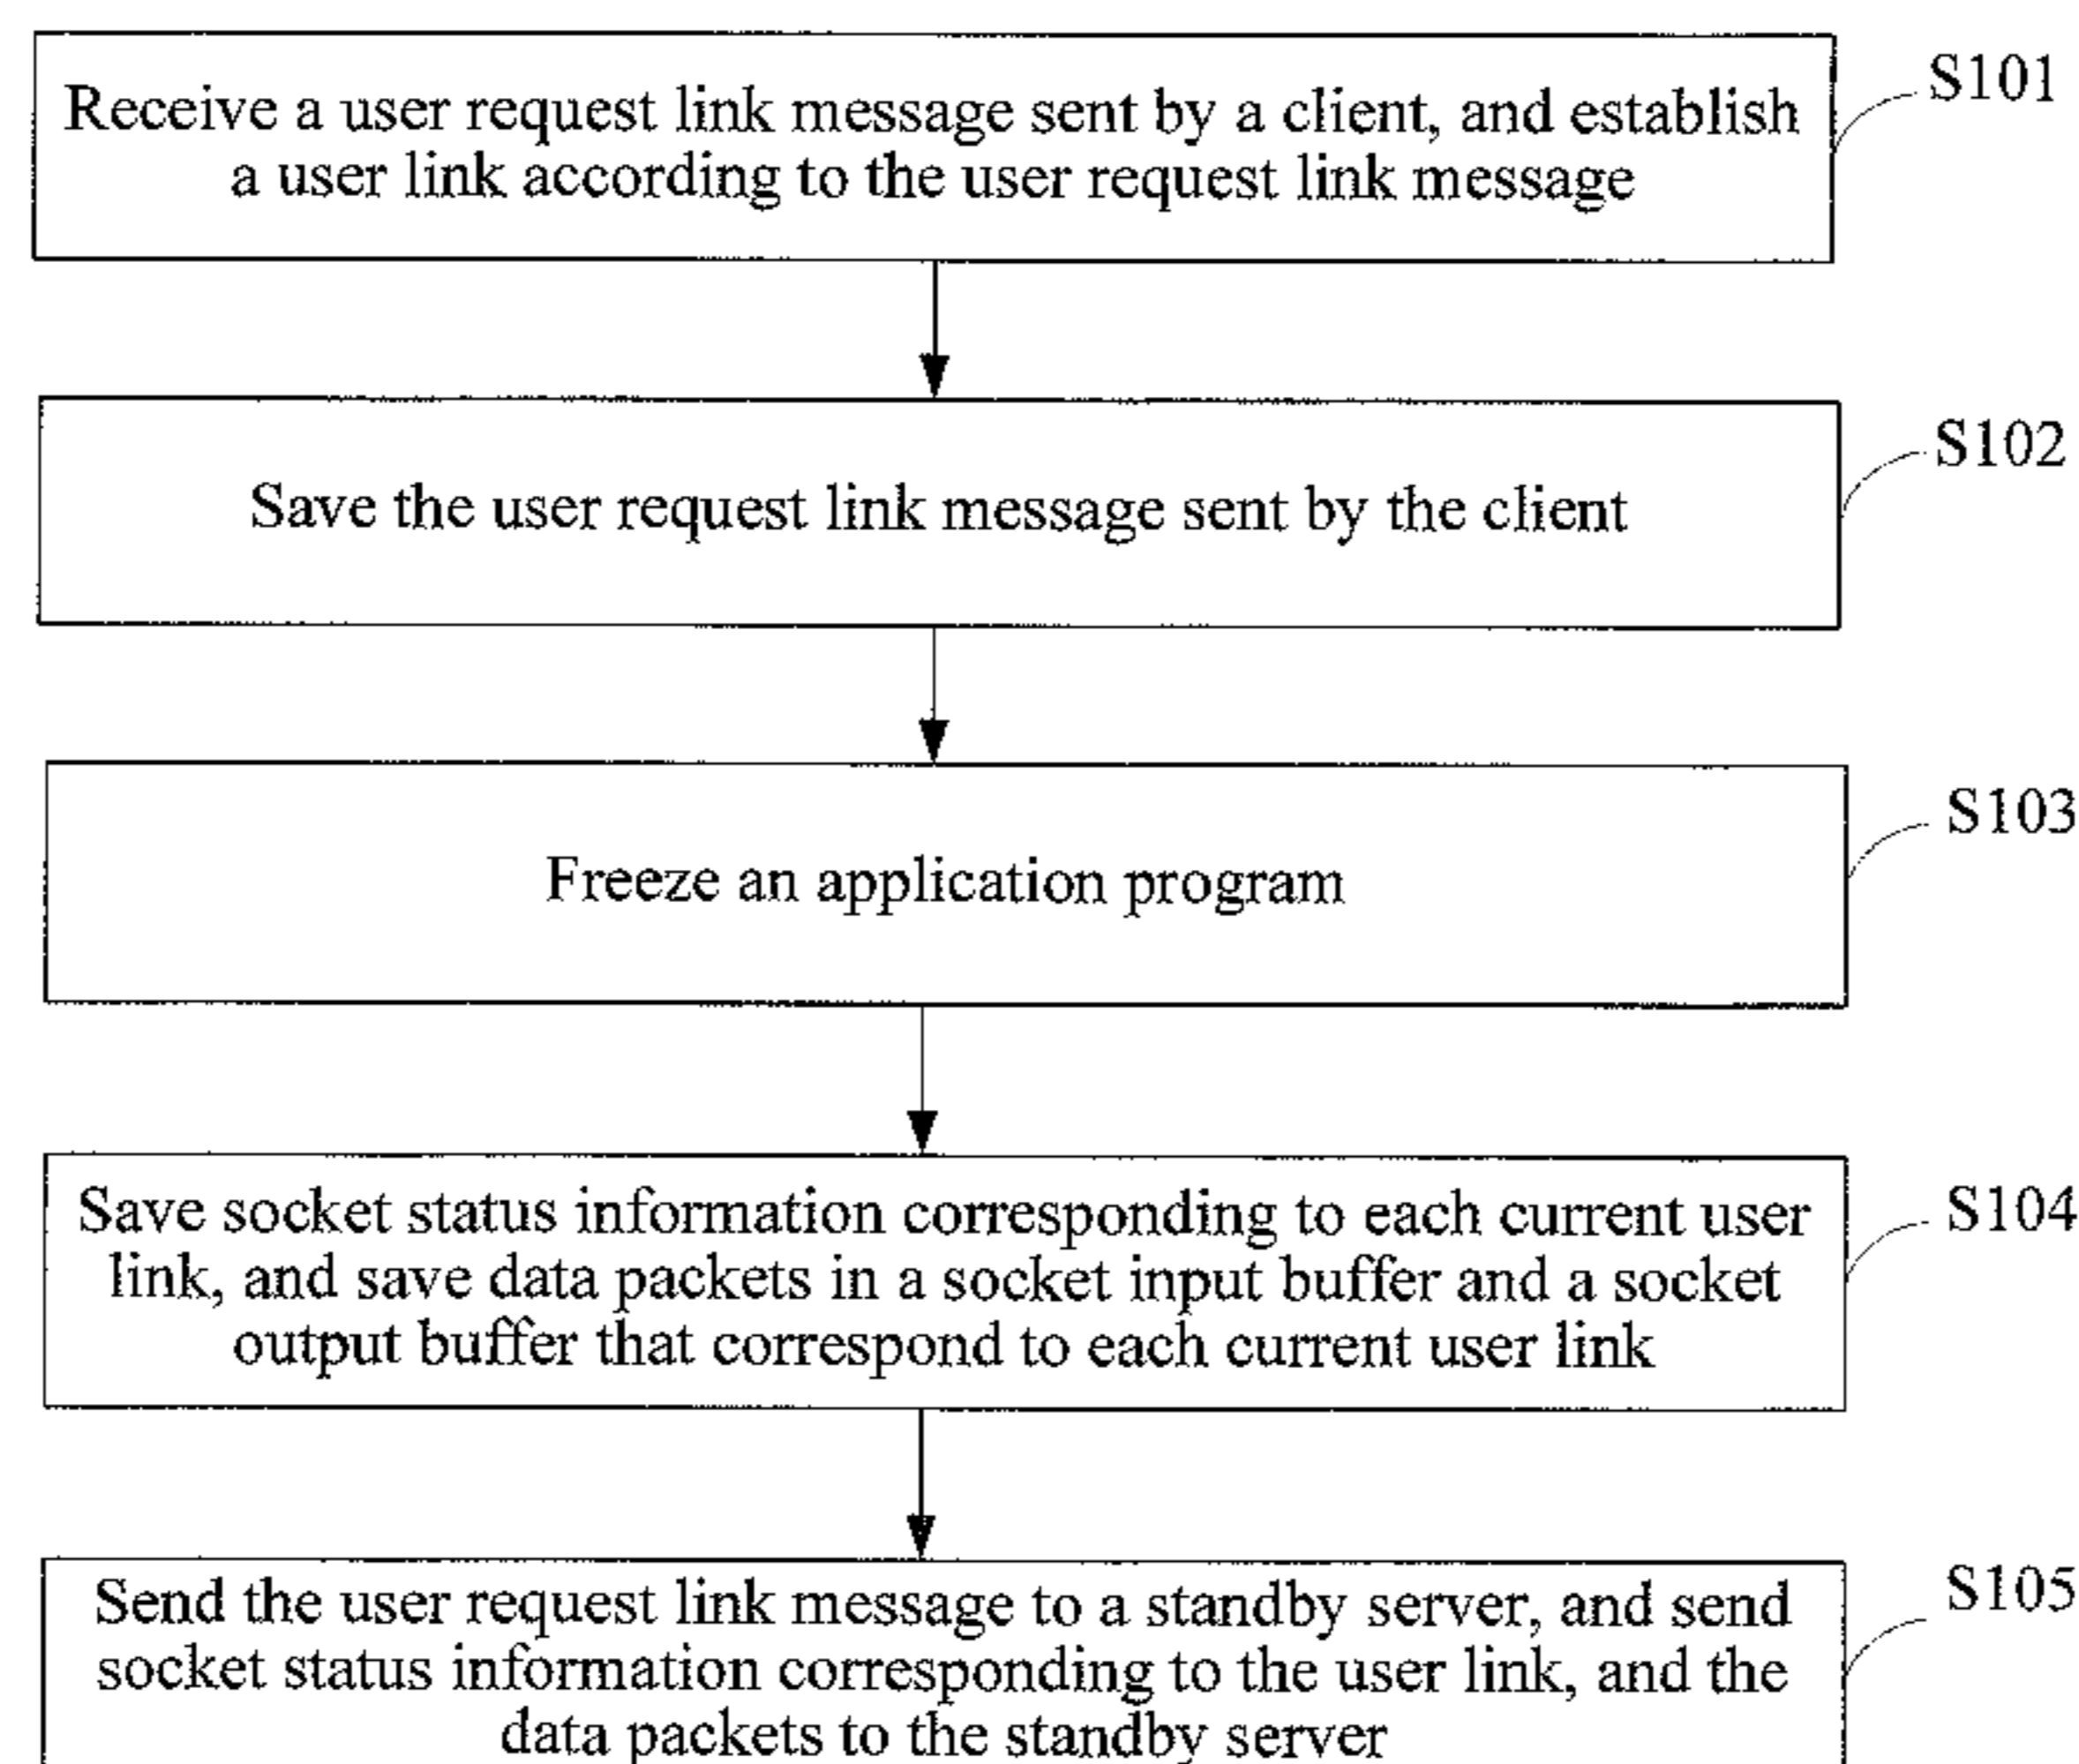 Receive a user request link message sent by a client, and establish
a user link according to the user request link message
S101
Save the user request link message sent by the client
S102
Freeze an application program
S103
Save socket status information corresponding to each current user
link, and save data packets in a socket input buffer and a socket
output buffer that correspond to each current user link
S104
Send the user request link message to a standby server, and send
socket status information corresponding to the user link, and the
data packets to the standby server
S105